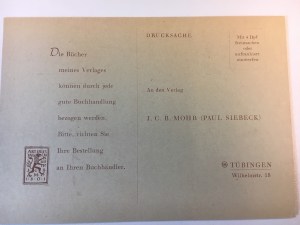 Die Bücher
meines Verlages
können durch jede
gute Buchhandlung
bezogen werden.
Bitte, richten Sie
Ihre Bestellung
an Ihren Buchhändler.
DRUCKSACHE
An den Verlag
J. C. B. MOHR (PAUL SIEBECK)
TÜBINGEN
Wilhelmstr. 18